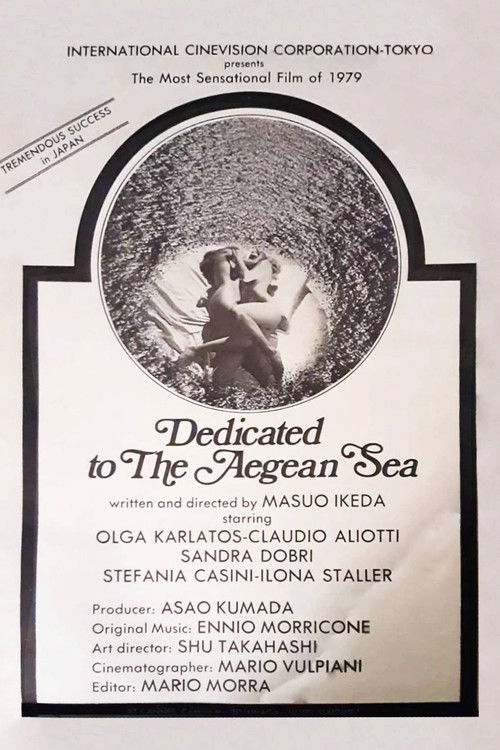 INTERNATIONAL CINEVISION CORPORATION-TOKYO
presents
The Most Sensational Film of 1979
TREMENDOUS SUCCESS
in JAPAN
Dedicated
to The Aegean Sea
written and directed by MASUO IKEDA
starring
OLGA KARLATOS-CLAUDIO ALIOTTI
SANDRA DOBRI
STEFANIA CASINI-ILONA STALLER
Producer: ASAO KUMADA
Original Music: ENNIO MORRICONE
Art director: SHU TAKAHASHI
Cinematographer: MARIO VULPIANI
Editor: MARIO MORRA